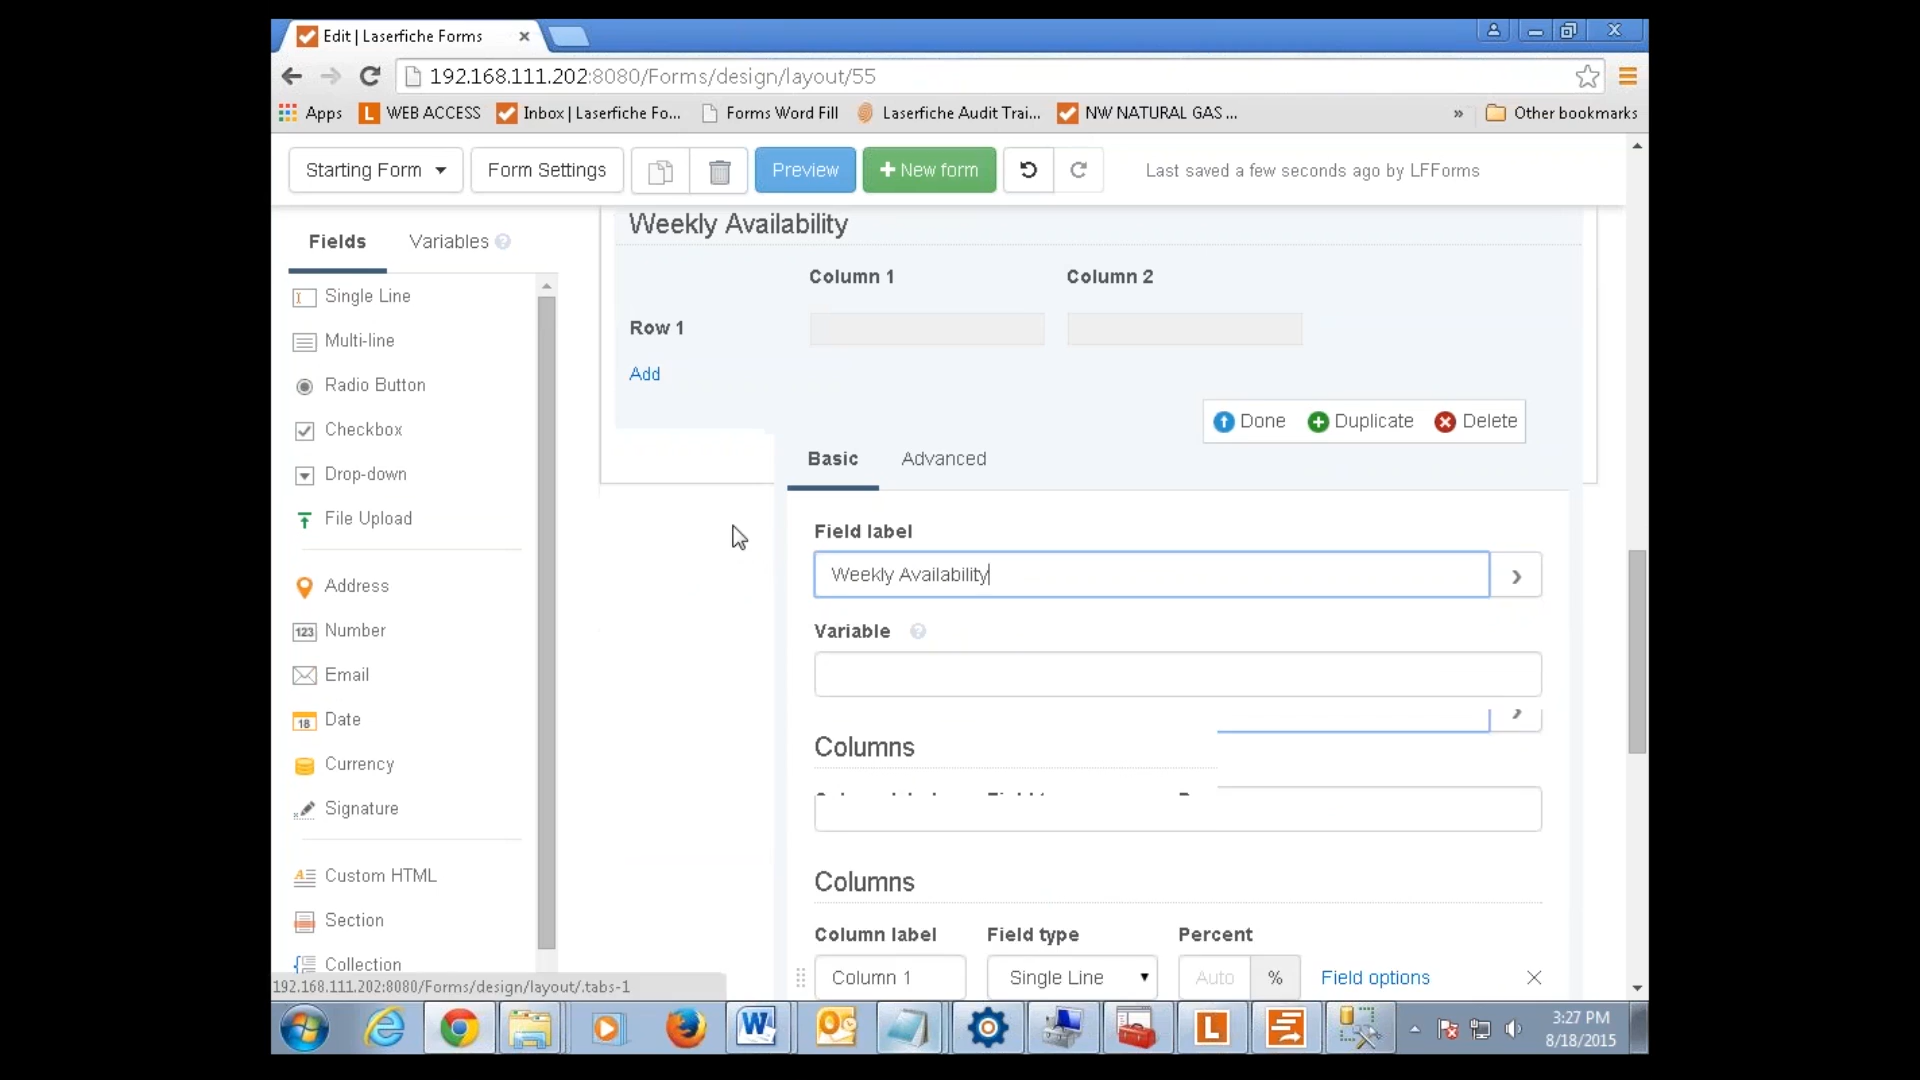 Edit | Laserfiche Forms
192.168.111.202:8080/Forms/design/layout/55
Apps WEB ACCESS Inbox | Laserfiche Fo... Forms Word Fill Laserfiche Audit Trai... NW NATURAL GAS ... » Other bookmarks
Starting Form Form Settings Preview New form Last saved a few seconds ago by LFForms
Fields Variables
Single Line
Multi-line
Radio Button
Checkbox
Drop-down
File Upload
Address
Number
Email
Date
Currency
Signature
Custom HTML
Section
Collection
Weekly Availability
Column 1 Column 2
Row 1
Add
Done Duplicate Delete
Basic Advanced
Field label
Weekly Availability
Variable
Columns
Columns
Column label Field type Percent
Column 1 Single Line Auto % Field options
192.168.111.202:8080/Forms/design/layout/.tabs-1
3:27 PM
8/18/2015